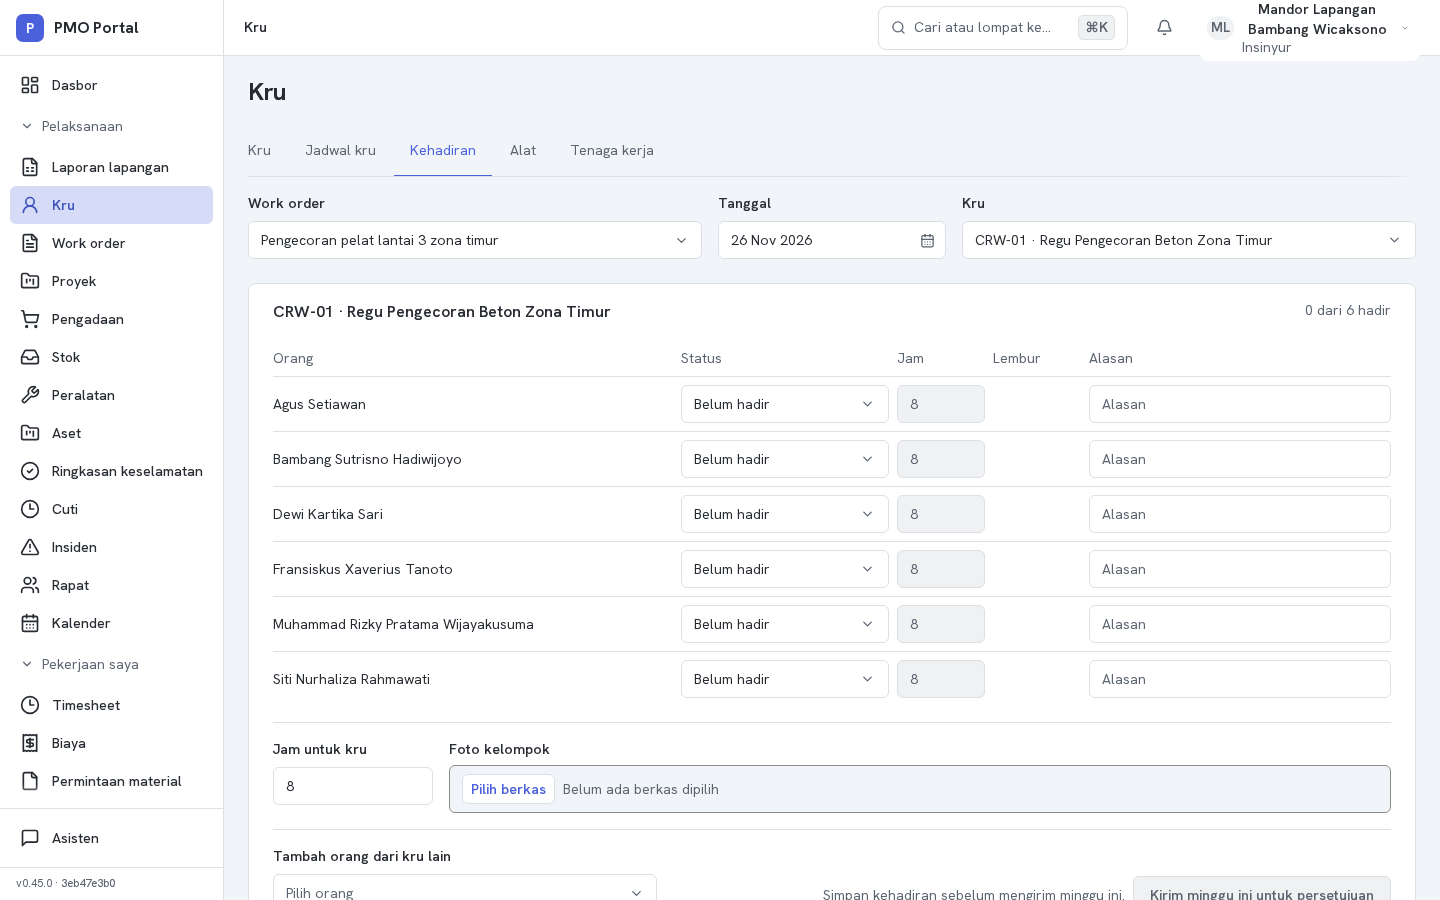 P PMO Portal
Kru
Cari atau lompat ke...
⌘K
ML
Mandor Lapangan
Bambang Wicaksono
Insinyur
Dasbor
Pelaksanaan
Laporan lapangan
Kru
Work order
Proyek
Pengadaan
Stok
Peralatan
Aset
Ringkasan keselamatan
Cuti
Insiden
Rapat
Kalender
Pekerjaan saya
Timesheet
Biaya
Permintaan material
Asisten
v0.45.0 · 3eb47e3b0
Kru
Kru Jadwal kru Kehadiran Alat Tenaga kerja
Work order Tanggal Kru
Pengecoran pelat lantai 3 zona timur 26 Nov 2026 CRW-01 · Regu Pengecoran Beton Zona Timur
CRW-01 · Regu Pengecoran Beton Zona Timur 0 dari 6 hadir
Orang Status Jam Lembur Alasan
Agus Setiawan Belum hadir 8 Alasan
Bambang Sutrisno Hadiwijoyo Belum hadir 8 Alasan
Dewi Kartika Sari Belum hadir 8 Alasan
Fransiskus Xaverius Tanoto Belum hadir 8 Alasan
Muhammad Rizky Pratama Wijayakusuma Belum hadir 8 Alasan
Siti Nurhaliza Rahmawati Belum hadir 8 Alasan
Jam untuk kru Foto kelompok
8 Pilih berkas Belum ada berkas dipilih
Tambah orang dari kru lain
Pilih orang Simpan kehadiran sebelum mengirim minggu ini. Kirim minggu ini untuk persetujuan